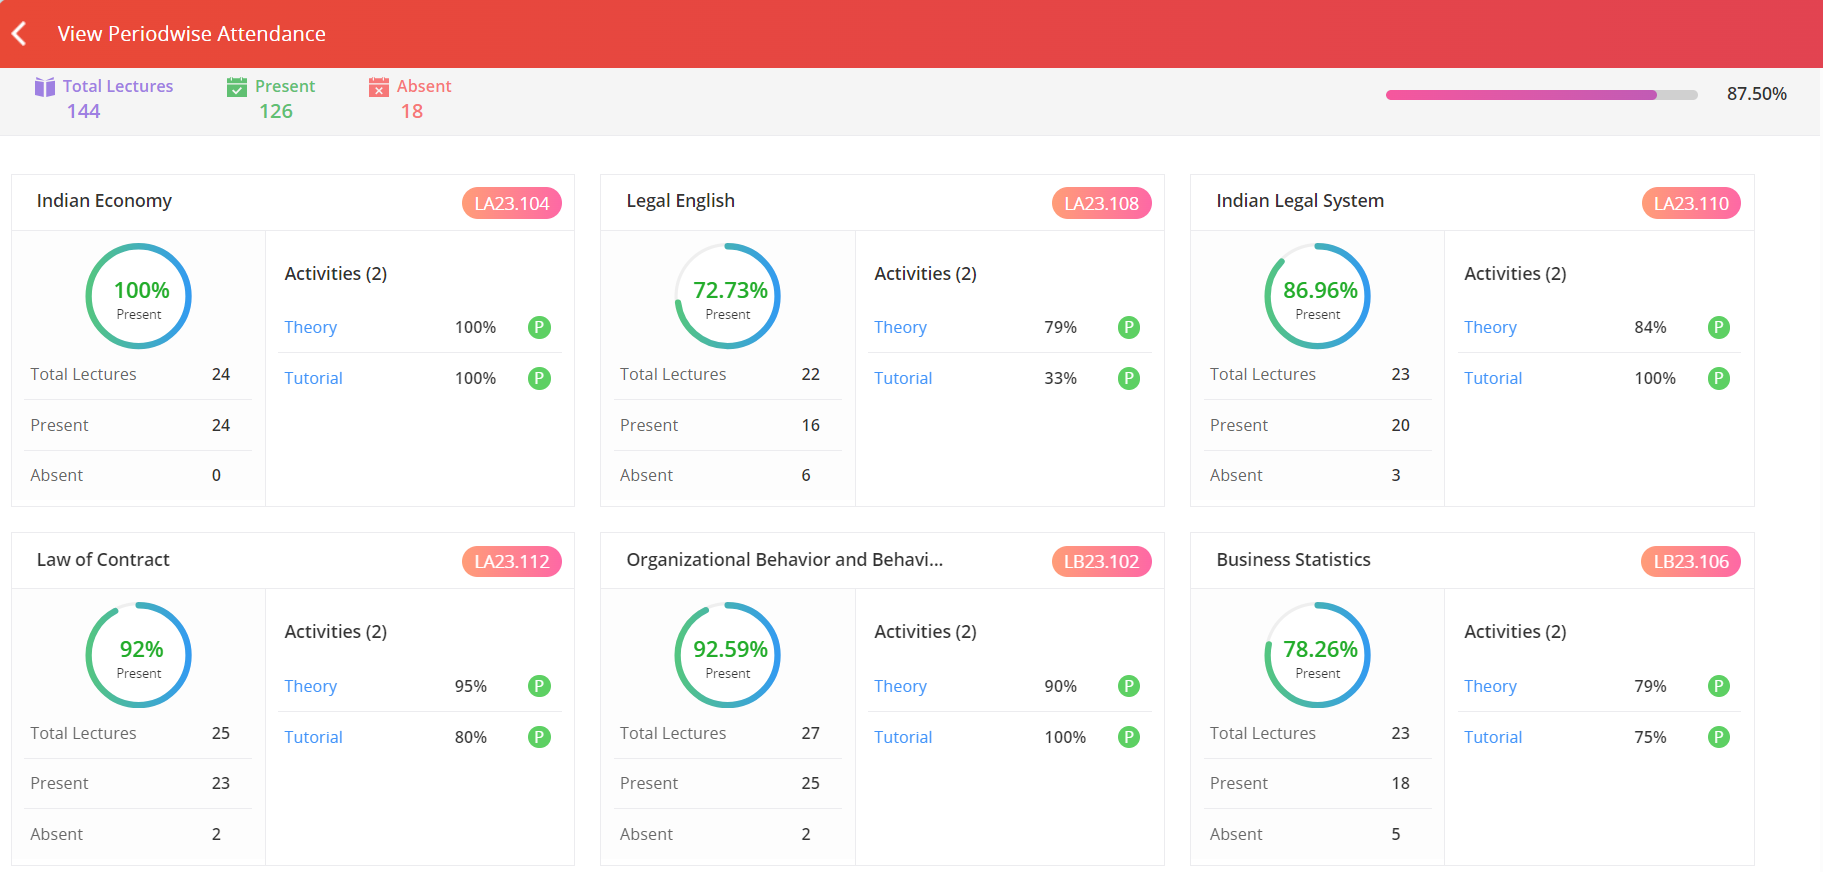 View Periodwise Attendance
Total Lectures Present Absent
144 126 18 87.50%
Indian Economy LA23.104
100%
Present
Total Lectures 24
Present 24
Absent 0
Activities (2)
Theory 100% P
Tutorial 100% P
Legal English LA23.108
72.73%
Present
Total Lectures 22
Present 16
Absent 6
Activities (2)
Theory 79% P
Tutorial 33% P
Indian Legal System LA23.110
86.96%
Present
Total Lectures 23
Present 20
Absent 3
Activities (2)
Theory 84% P
Tutorial 100% P
Law of Contract LA23.112
92%
Present
Total Lectures 25
Present 23
Absent 2
Activities (2)
Theory 95% P
Tutorial 80% P
Organizational Behavior and Behavi... LB23.102
92.59%
Present
Total Lectures 27
Present 25
Absent 2
Activities (2)
Theory 90% P
Tutorial 100% P
Business Statistics LB23.106
78.26%
Present
Total Lectures 23
Present 18
Absent 5
Activities (2)
Theory 79% P
Tutorial 75% P